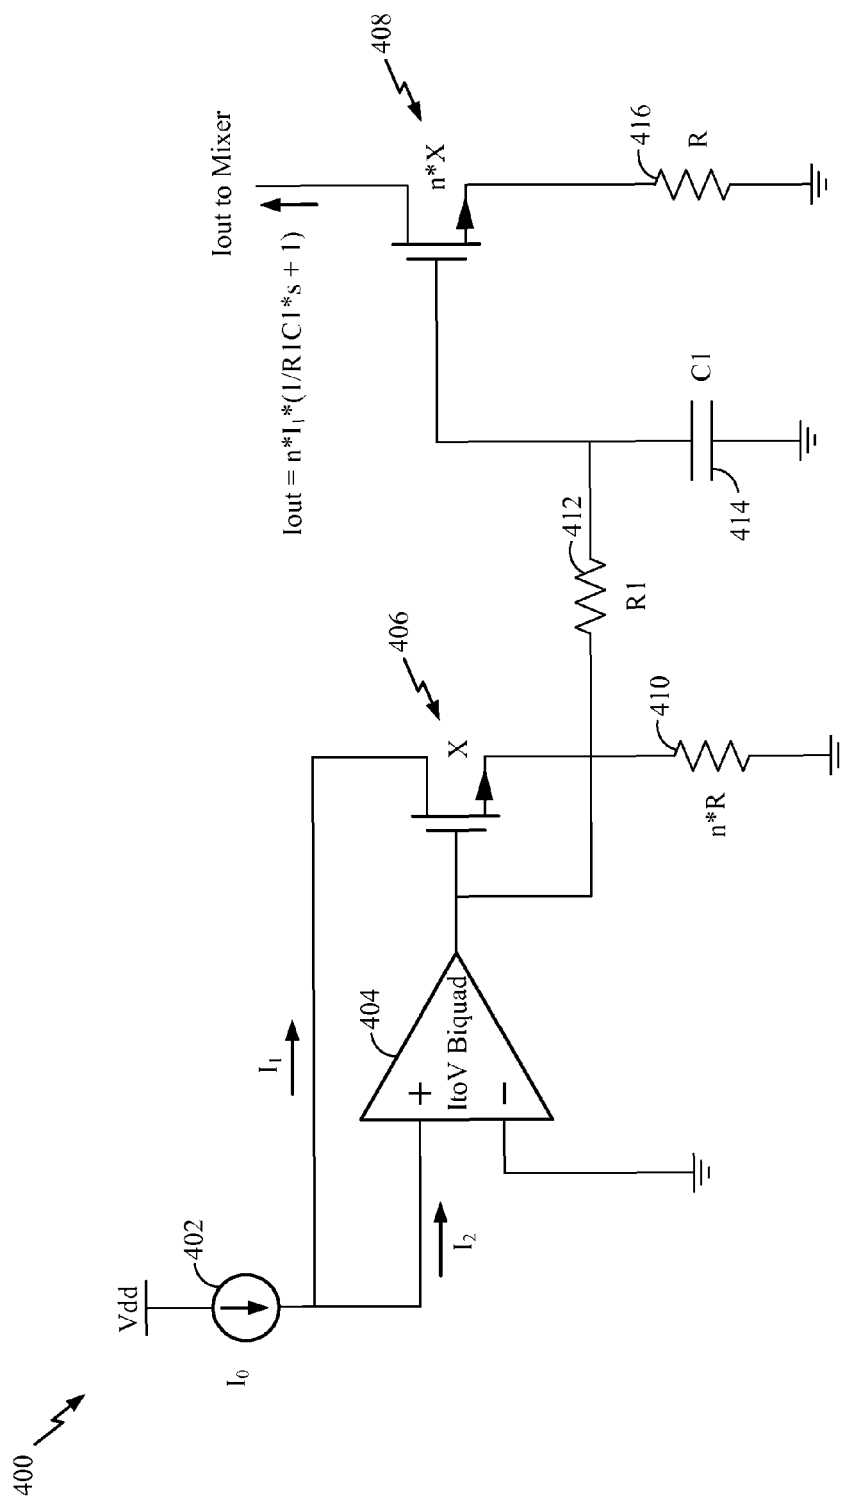 400
Vdd
402
I₀
I₁
I₂
404
+
−
ItoV Biquad
406
X
410
n*R
412
R1
414
C1
Iout = n*I₁*(1/R1C1*s + 1)
Iout to Mixer
408
n*X
416
R